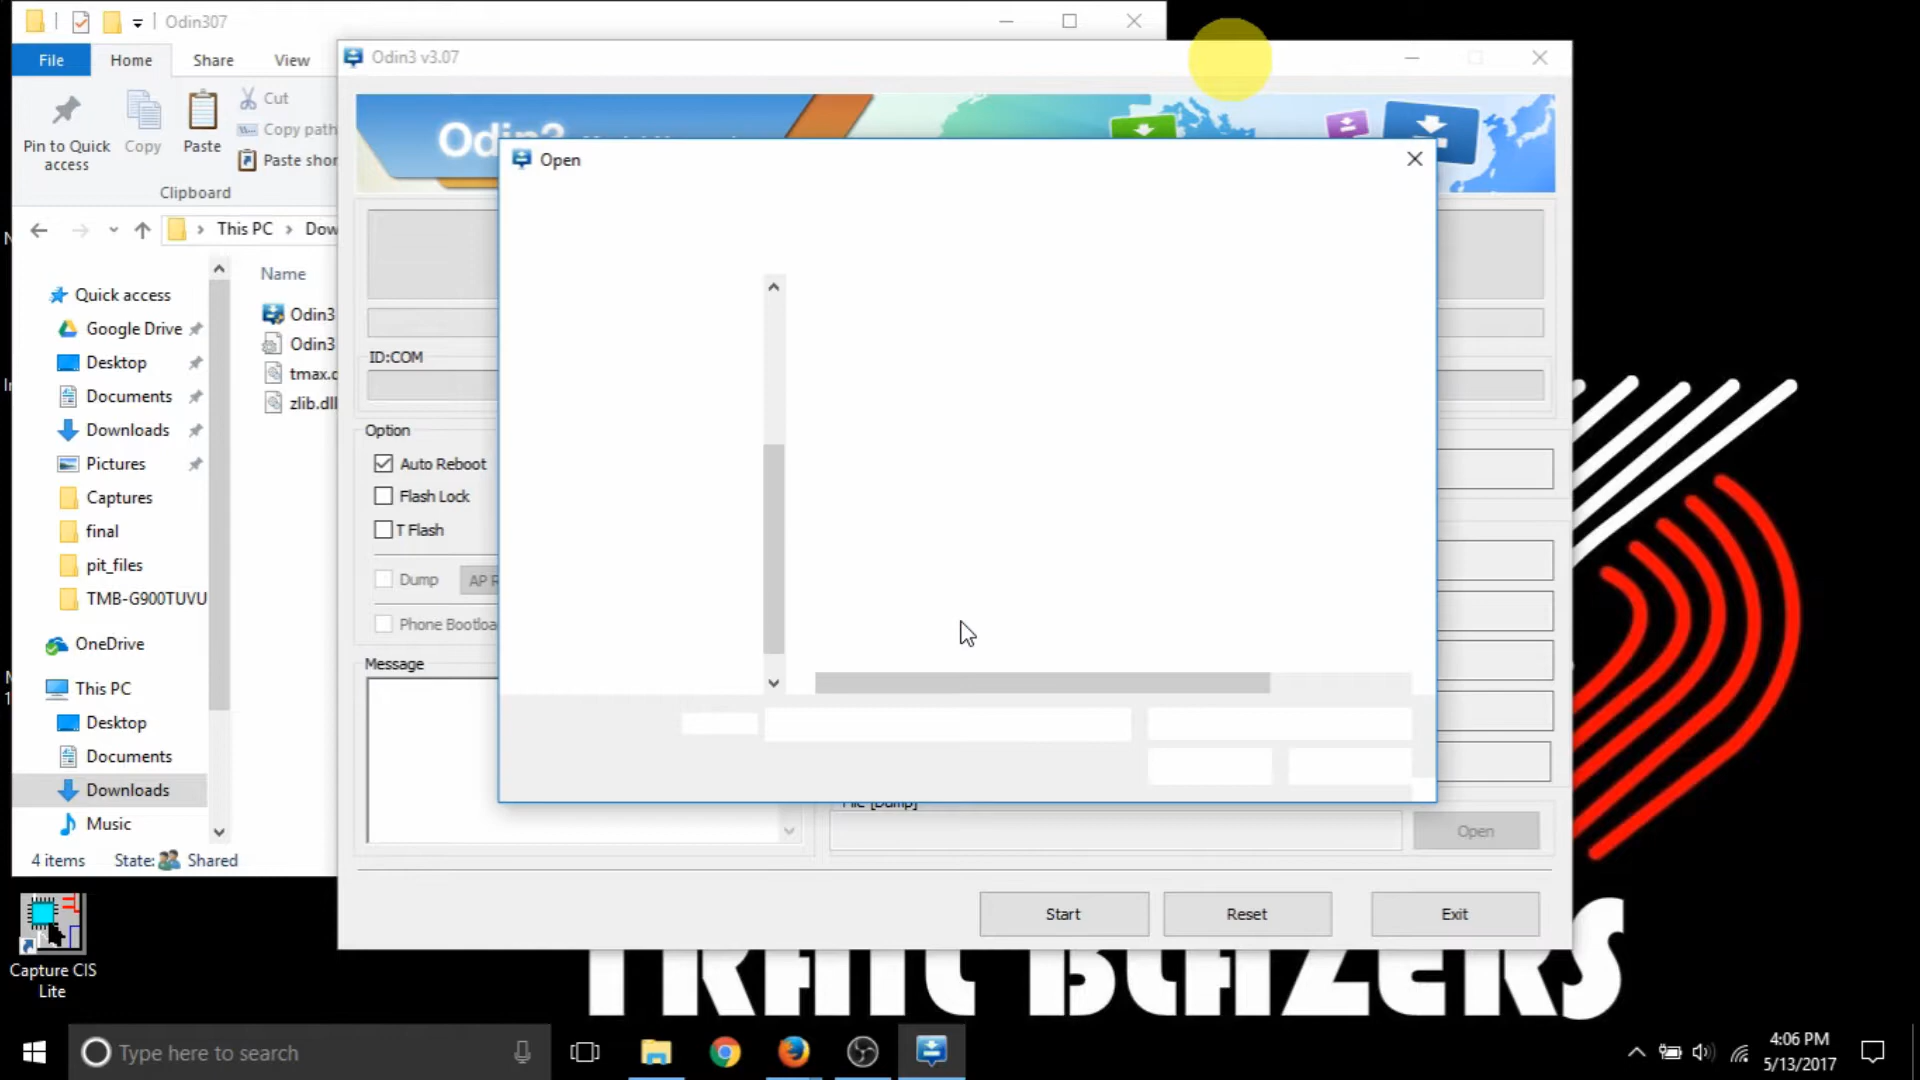 Odin307
File
Home
Share
View
Pin to Quick access
Copy
Paste
Cut
Copy path
Paste shor
Clipboard
This PC
Dow
Name
Odin3
Odin3
tmax.
zlib.dll
Quick access
Google Drive
Desktop
Documents
Downloads
Pictures
Captures
final
pit_files
TMB-G900TUVU
OneDrive
This PC
Desktop
Documents
Downloads
Music
4 items
State:
Shared
Odin3 v3.07
Open
ID:COM
Option
Auto Reboot
Flash Lock
T Flash
Dump
AP R
Phone Bootloa
Message
File [Dump]
Open
Start
Reset
Exit
TRAIL BLAZERS
Capture CIS
Lite
Type here to search
4:06 PM
5/13/2017